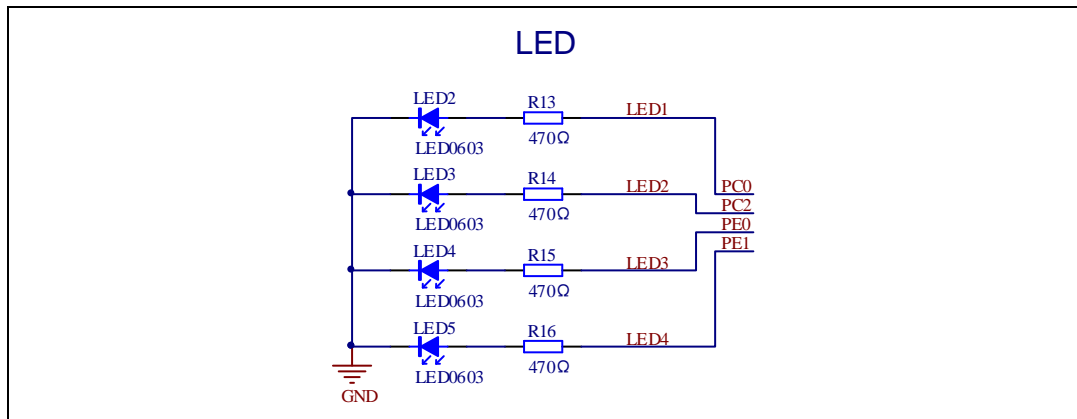 LED
LED2
R13
LED1
LED0603
470Ω
LED3
R14
LED2
PC0
LED0603
470Ω
PC2
PE0
LED4
R15
LED3
PE1
LED0603
470Ω
LED5
R16
LED4
LED0603
470Ω
GND